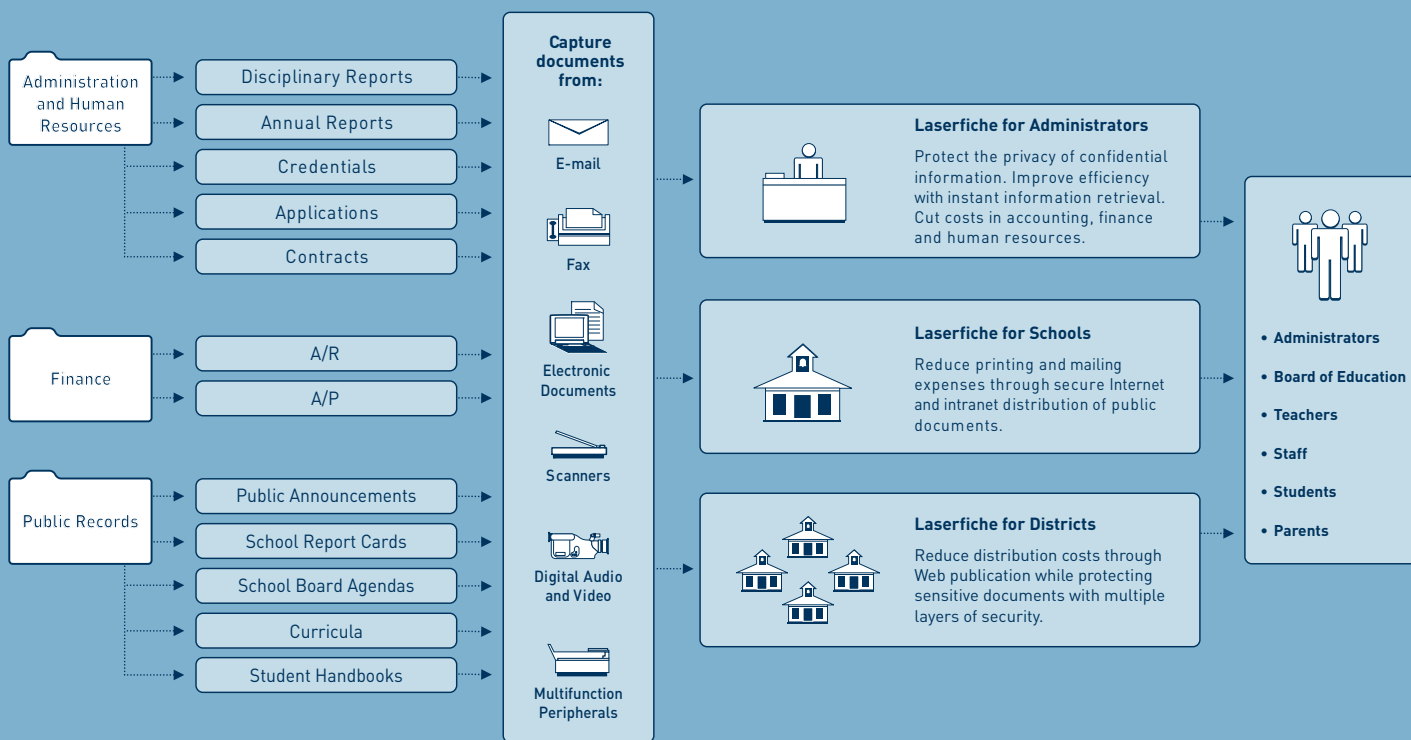 Administration
and Human
Resources
Disciplinary Reports
Annual Reports
Credentials
Applications
Contracts
Finance
A/R
A/P
Public Records
Public Announcements
School Report Cards
School Board Agendas
Curricula
Student Handbooks
Capture
documents
from:
E-mail
Fax
Electronic
Documents
Scanners
Digital Audio
and Video
Multifunction
Peripherals
Laserfiche for Administrators
Protect the privacy of confidential
information. Improve efficiency
with instant information retrieval.
Cut costs in accounting, finance
and human resources.
Laserfiche for Schools
Reduce printing and mailing
expenses through secure Internet
and intranet distribution of public
documents.
Laserfiche for Districts
Reduce distribution costs through
Web publication while protecting
sensitive documents with multiple
layers of security.
• Administrators
• Board of Education
• Teachers
• Staff
• Students
• Parents